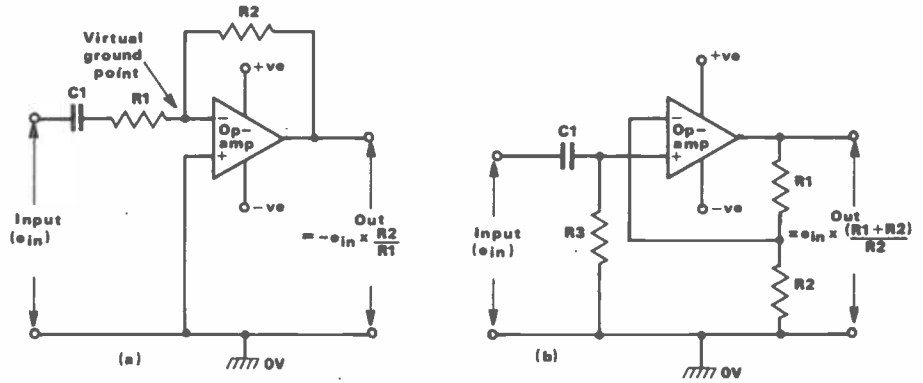 R2
Virtual
ground
point
+ve
C1
R1
−
Op-
amp
+
−ve
Input
(ein)
Out
= −ein x R2
R1
(a)
0V
+ve
C1
−
Op-
amp
+
−ve
R1
Input
(ein)
R3
Out
=ein x (R1+R2)
R2
R2
(b)
0V